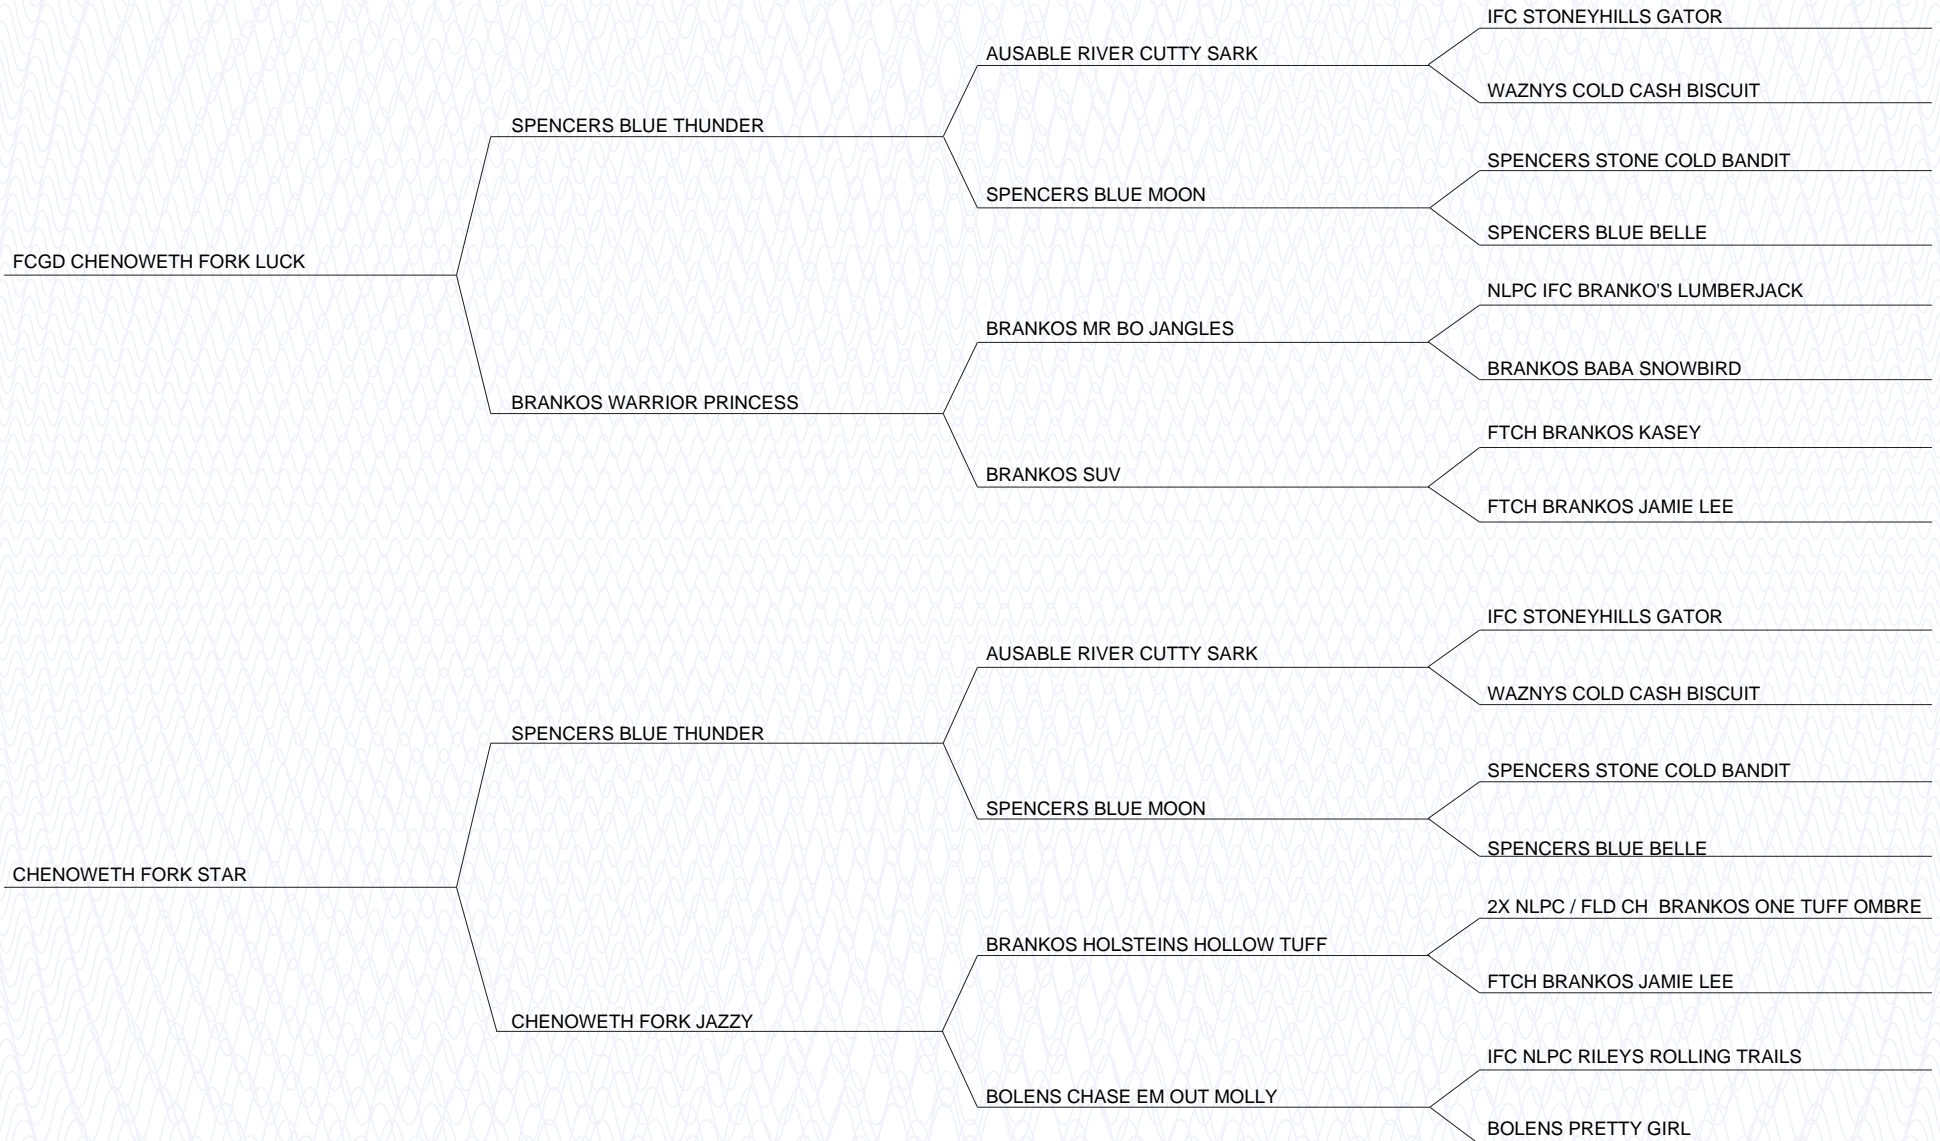 IFC STONEYHILLS GATOR
AUSABLE RIVER CUTTY SARK
WAZNYS COLD CASH BISCUIT
SPENCERS BLUE THUNDER
SPENCERS STONE COLD BANDIT
SPENCERS BLUE MOON
SPENCERS BLUE BELLE
FCGD CHENOWETH FORK LUCK
NLPC IFC BRANKO'S LUMBERJACK
BRANKOS MR BO JANGLES
BRANKOS BABA SNOWBIRD
BRANKOS WARRIOR PRINCESS
FTCH BRANKOS KASEY
BRANKOS SUV
FTCH BRANKOS JAMIE LEE
IFC STONEYHILLS GATOR
AUSABLE RIVER CUTTY SARK
WAZNYS COLD CASH BISCUIT
SPENCERS BLUE THUNDER
SPENCERS STONE COLD BANDIT
SPENCERS BLUE MOON
SPENCERS BLUE BELLE
CHENOWETH FORK STAR
2X NLPC / FLD CH  BRANKOS ONE TUFF OMBRE
BRANKOS HOLSTEINS HOLLOW TUFF
FTCH BRANKOS JAMIE LEE
CHENOWETH FORK JAZZY
IFC NLPC RILEYS ROLLING TRAILS
BOLENS CHASE EM OUT MOLLY
BOLENS PRETTY GIRL